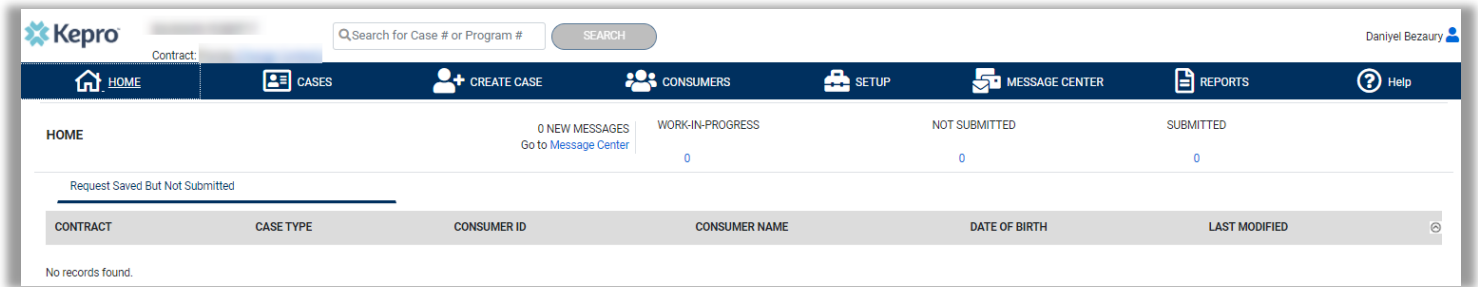 Kepro
Search for Case # or Program #
SEARCH
Daniyel Bezaury
Contract:
HOME
CASES
CREATE CASE
CONSUMERS
SETUP
MESSAGE CENTER
REPORTS
Help
HOME
0 NEW MESSAGES
Go to Message Center
WORK-IN-PROGRESS
0
NOT SUBMITTED
0
SUBMITTED
0
Request Saved But Not Submitted
CONTRACT
CASE TYPE
CONSUMER ID
CONSUMER NAME
DATE OF BIRTH
LAST MODIFIED
No records found.